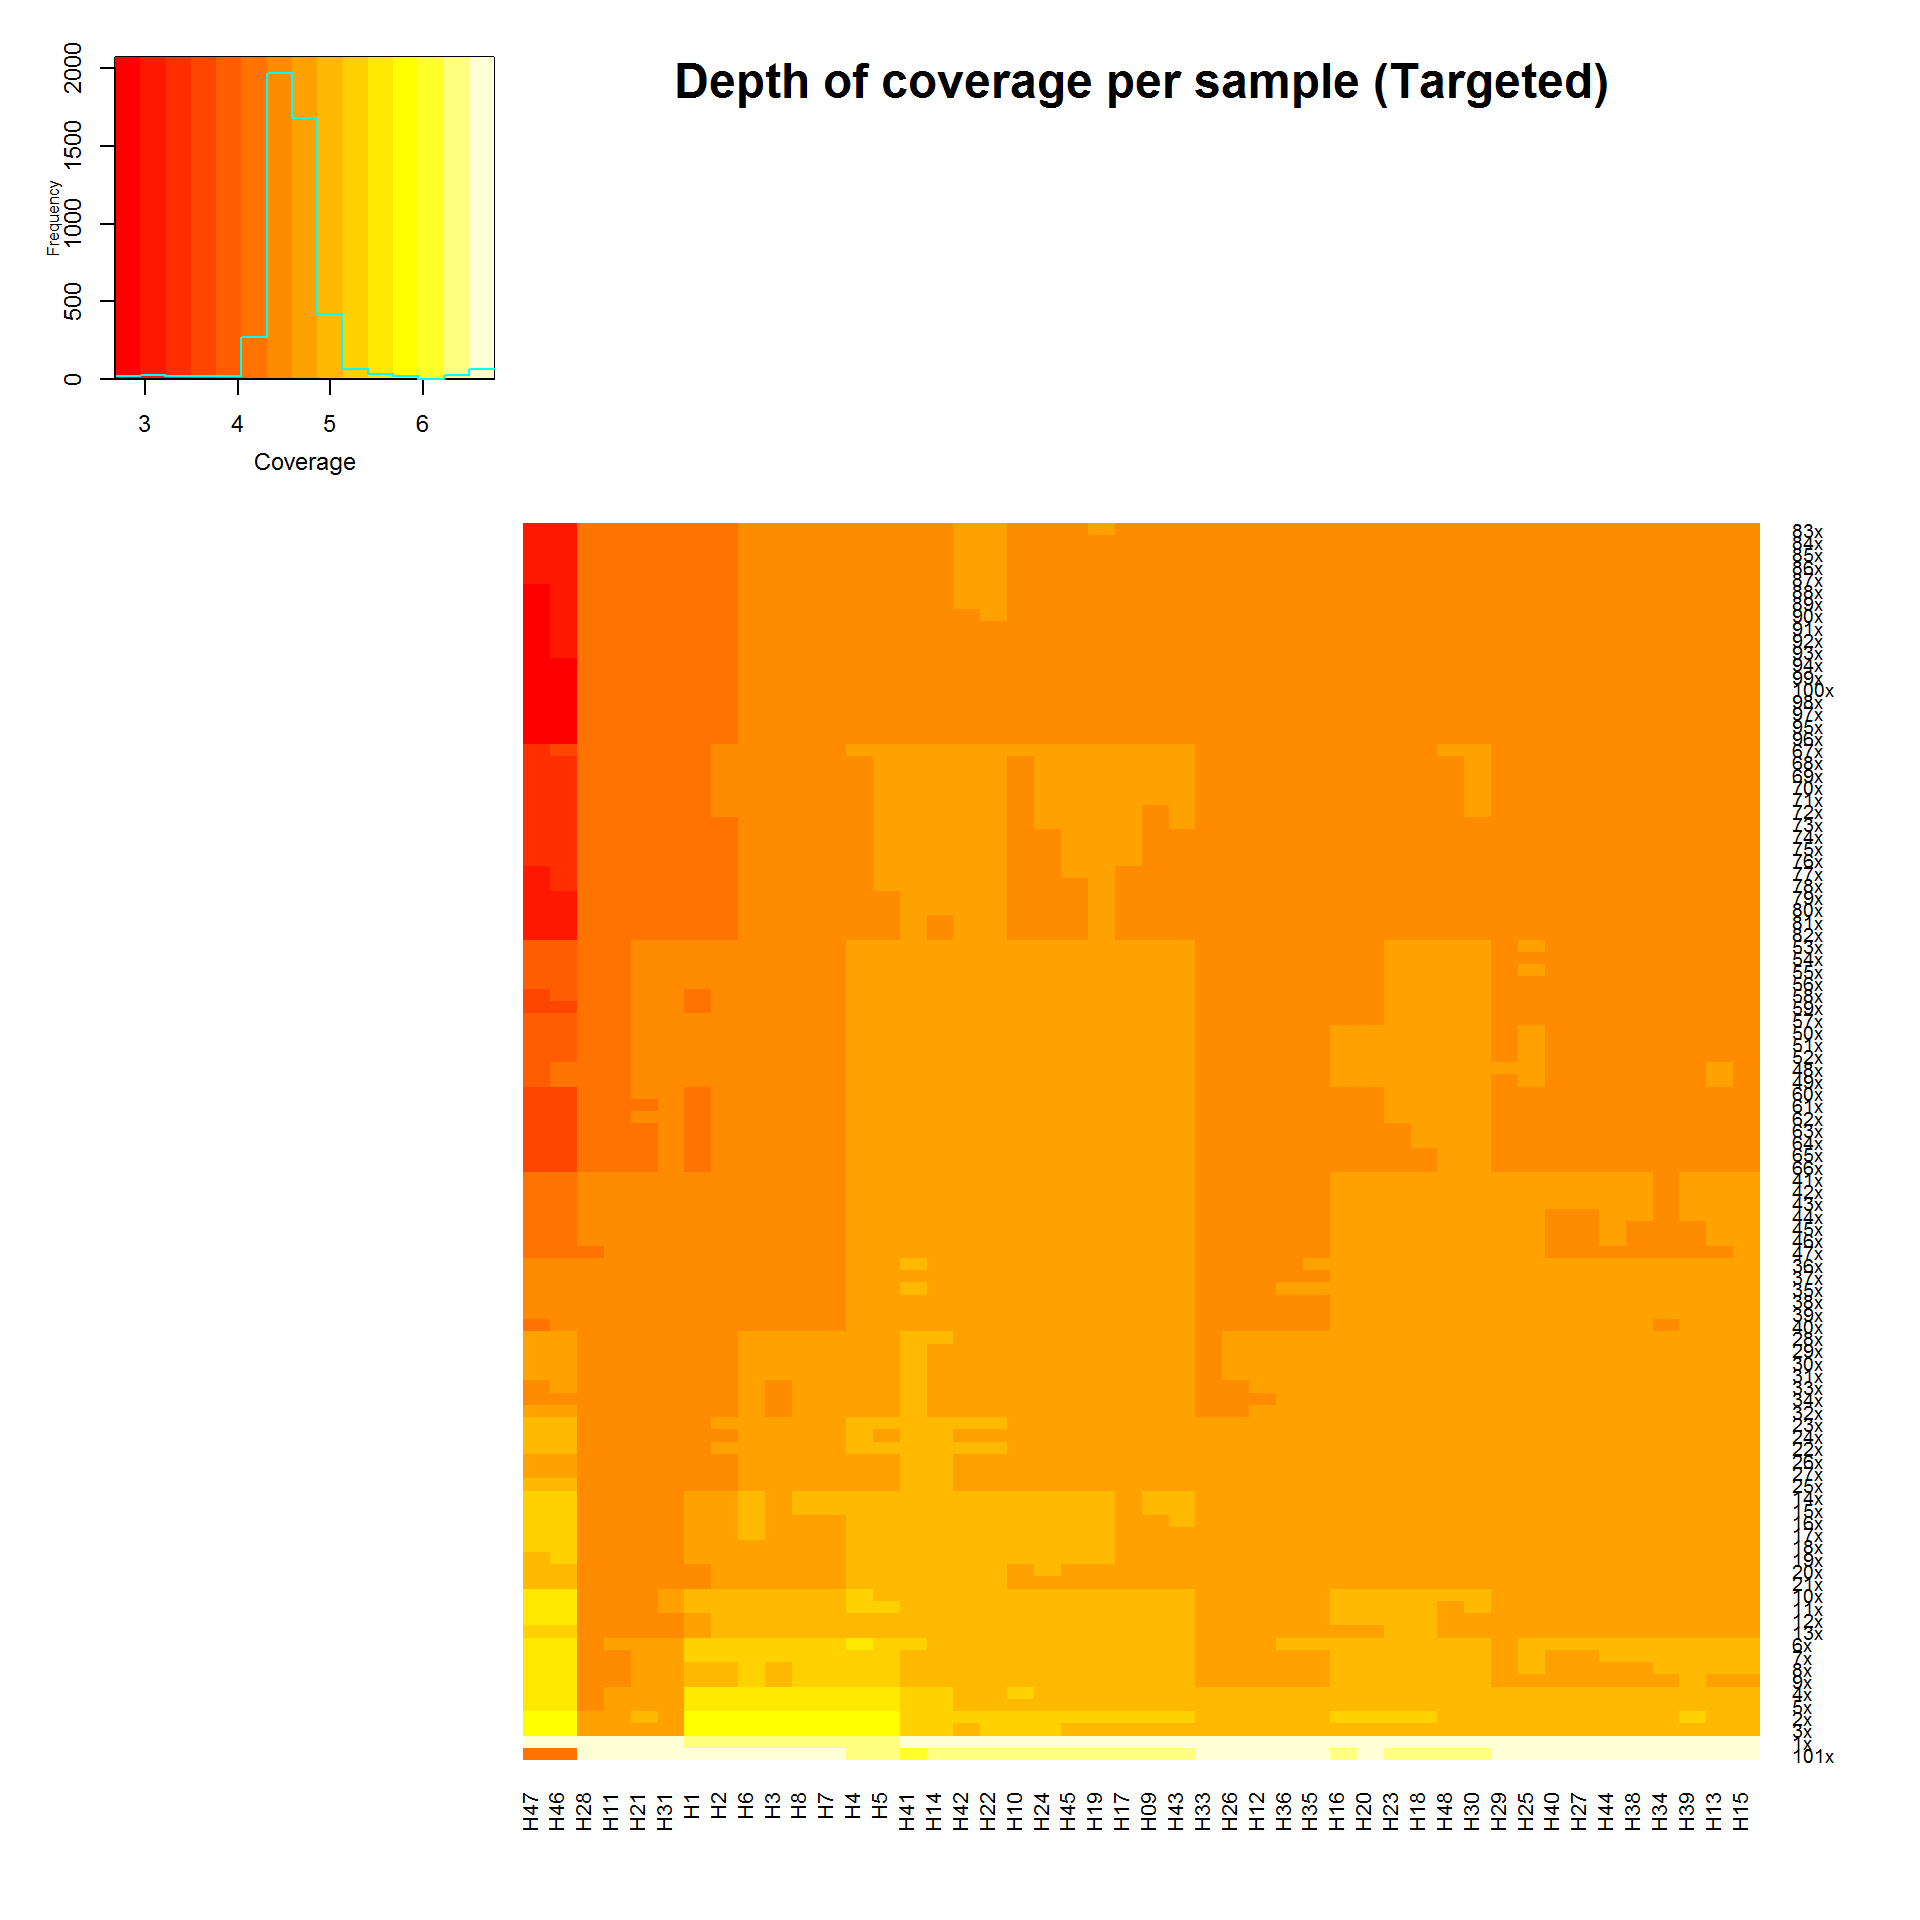 Depth of coverage per sample (Targeted)
2000
1500
1000
500
0
Frequency
3 4 5 6
Coverage
83x
84x
85x
86x
87x
88x
89x
90x
91x
92x
93x
94x
99x
100x
98x
97x
95x
96x
67x
68x
69x
70x
71x
72x
73x
74x
75x
76x
77x
78x
79x
80x
81x
82x
53x
54x
55x
56x
58x
59x
57x
50x
51x
52x
48x
49x
60x
61x
62x
63x
64x
65x
66x
41x
42x
43x
44x
45x
46x
47x
36x
37x
35x
38x
39x
40x
28x
29x
30x
31x
33x
34x
32x
23x
24x
22x
26x
27x
25x
14x
15x
16x
17x
18x
19x
20x
21x
10x
11x
12x
13x
6x
7x
8x
9x
4x
5x
2x
3x
1x
101x
H47 H46 H28 H11 H21 H31 H1 H2 H6 H3 H8 H7 H4 H5 H41 H14 H42 H22 H10 H24 H45 H19 H17 H09 H43 H33 H26 H12 H36 H35 H16 H20 H23 H18 H48 H30 H29 H25 H40 H27 H44 H38 H34 H39 H13 H15